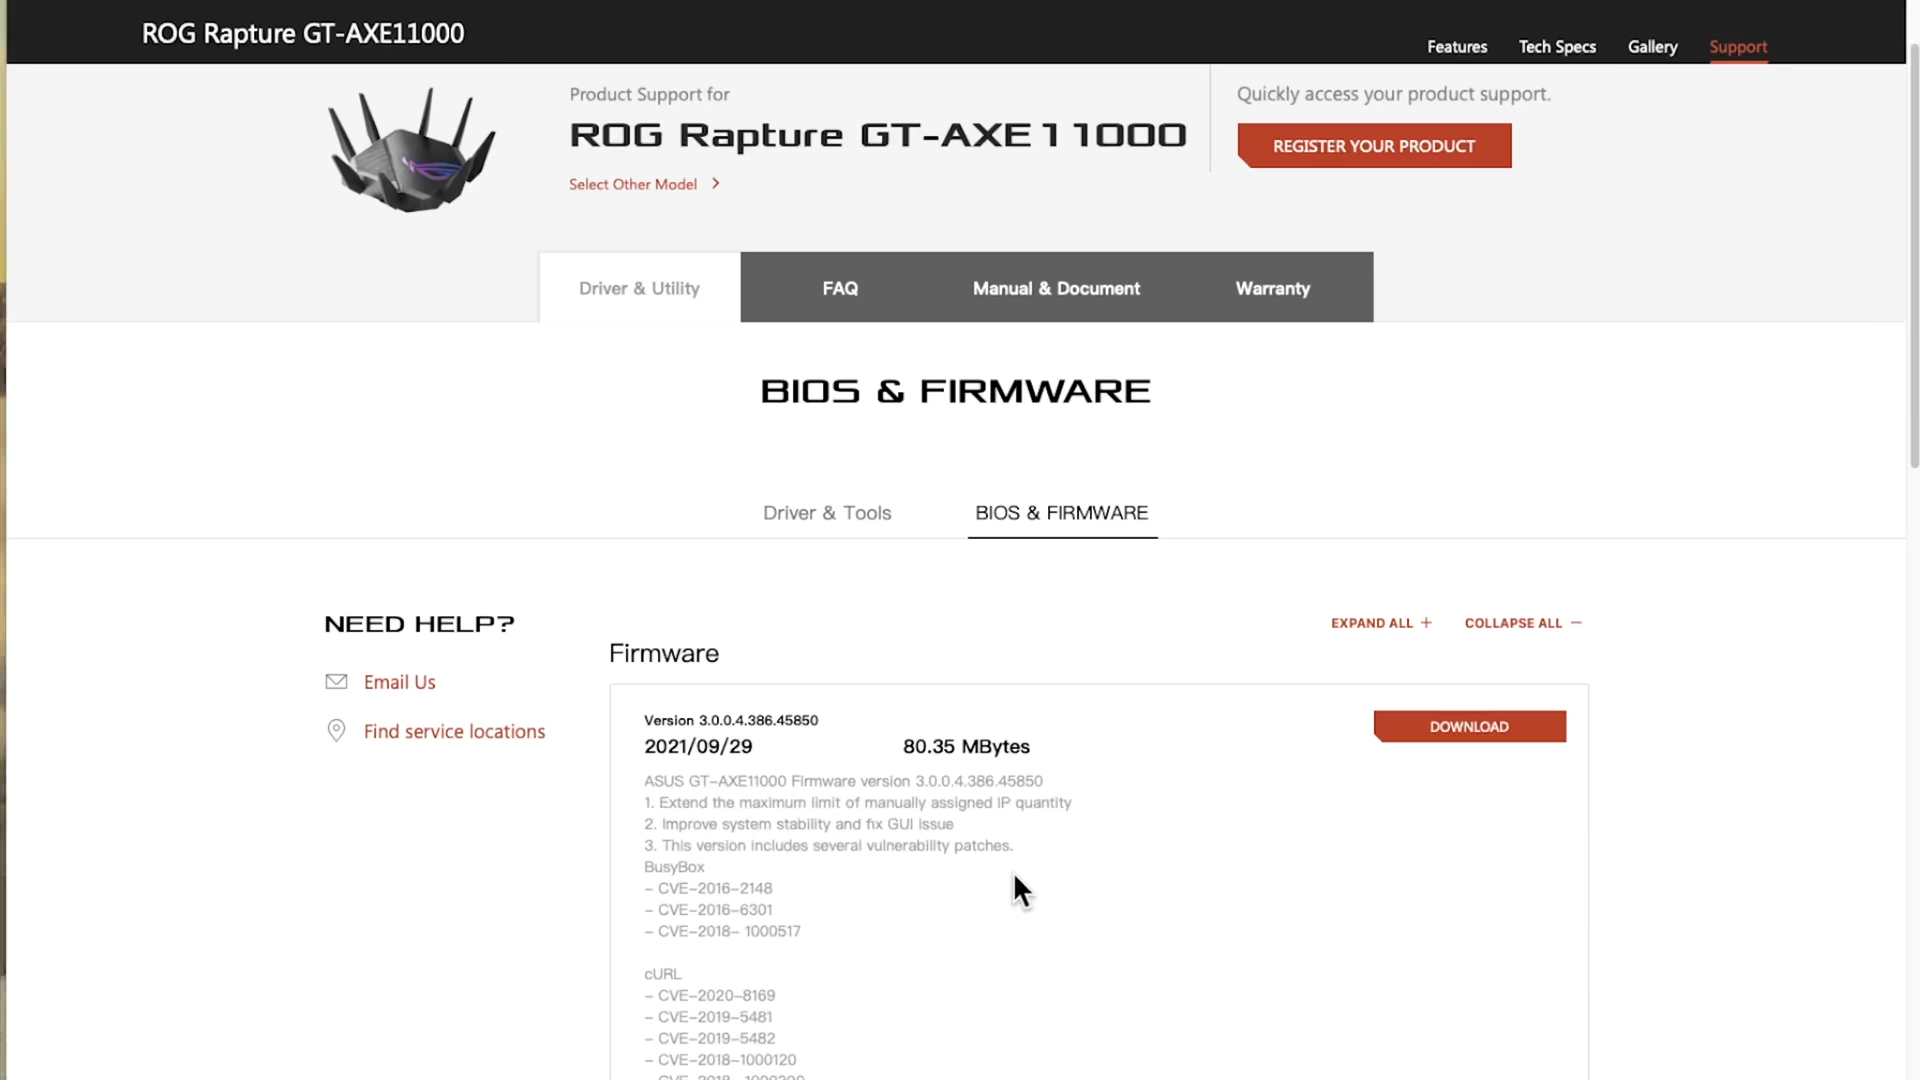 ROG Rapture GT-AXE11000
Features Tech Specs Gallery Support
Product Support for
ROG Rapture GT-AXE11000
Select Other Model
Quickly access your product support.
REGISTER YOUR PRODUCT
Driver & Utility FAQ Manual & Document Warranty
BIOS & FIRMWARE
Driver & Tools BIOS & FIRMWARE
NEED HELP?
Email Us
Find service locations
EXPAND ALL + COLLAPSE ALL −
Firmware
Version 3.0.0.4.386.45850
2021/09/29 80.35 MBytes
DOWNLOAD
ASUS GT-AXE11000 Firmware version 3.0.0.4.386.45850
1. Extend the maximum limit of manually assigned IP quantity
2. Improve system stability and fix GUI issue
3. This version includes several vulnerability patches.
BusyBox
- CVE-2016-2148
- CVE-2016-6301
- CVE-2018- 1000517
cURL
- CVE-2020-8169
- CVE-2019-5481
- CVE-2019-5482
- CVE-2018-1000120